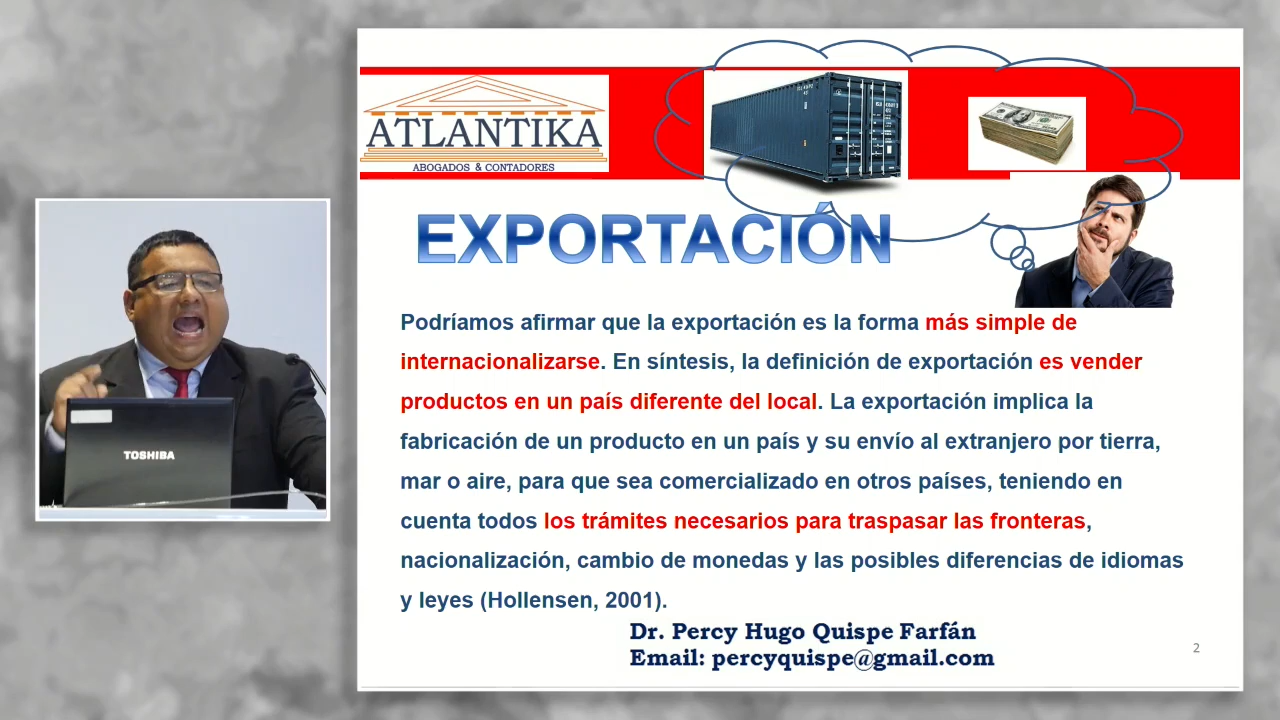 ATLANTIKA
ABOGADOS & CONTADORES
EXPORTACIÓN
Podríamos afirmar que la exportación es la forma más simple de
internacionalizarse. En síntesis, la definición de exportación es vender
productos en un país diferente del local. La exportación implica la
fabricación de un producto en un país y su envío al extranjero por tierra,
mar o aire, para que sea comercializado en otros países, teniendo en
cuenta todos los trámites necesarios para traspasar las fronteras,
nacionalización, cambio de monedas y las posibles diferencias de idiomas
y leyes (Hollensen, 2001).
Dr. Percy Hugo Quispe Farfán
Email: percyquispe@gmail.com
2
TOSHIBA